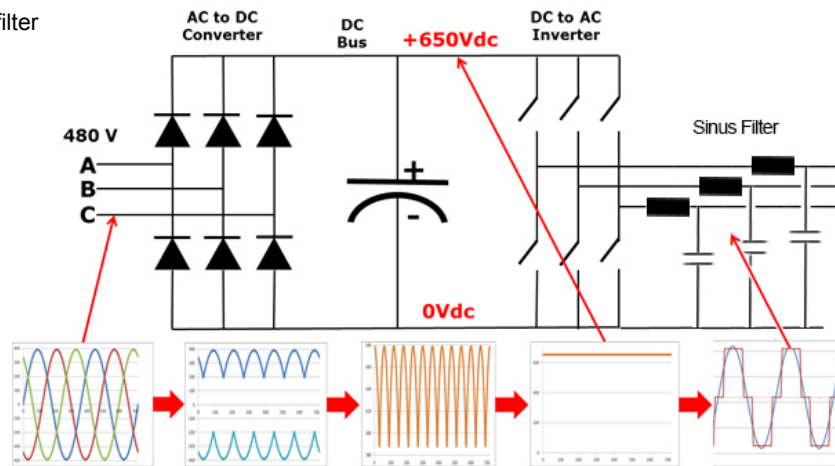 filter
AC to DC
Converter
DC
Bus
+650Vdc
DC to AC
Inverter
480 V
A
B
C
+
-
Sinus Filter
0Vdc